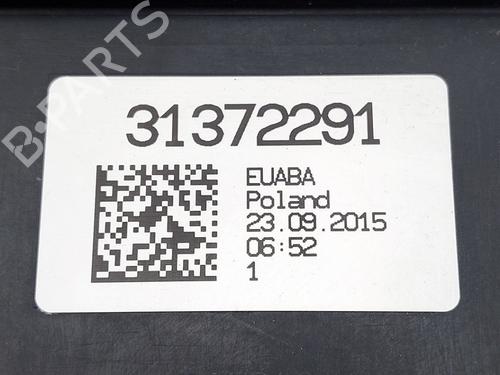 B-PARTS
31372291
EUABA
Poland
23.09.2015
06:52
1